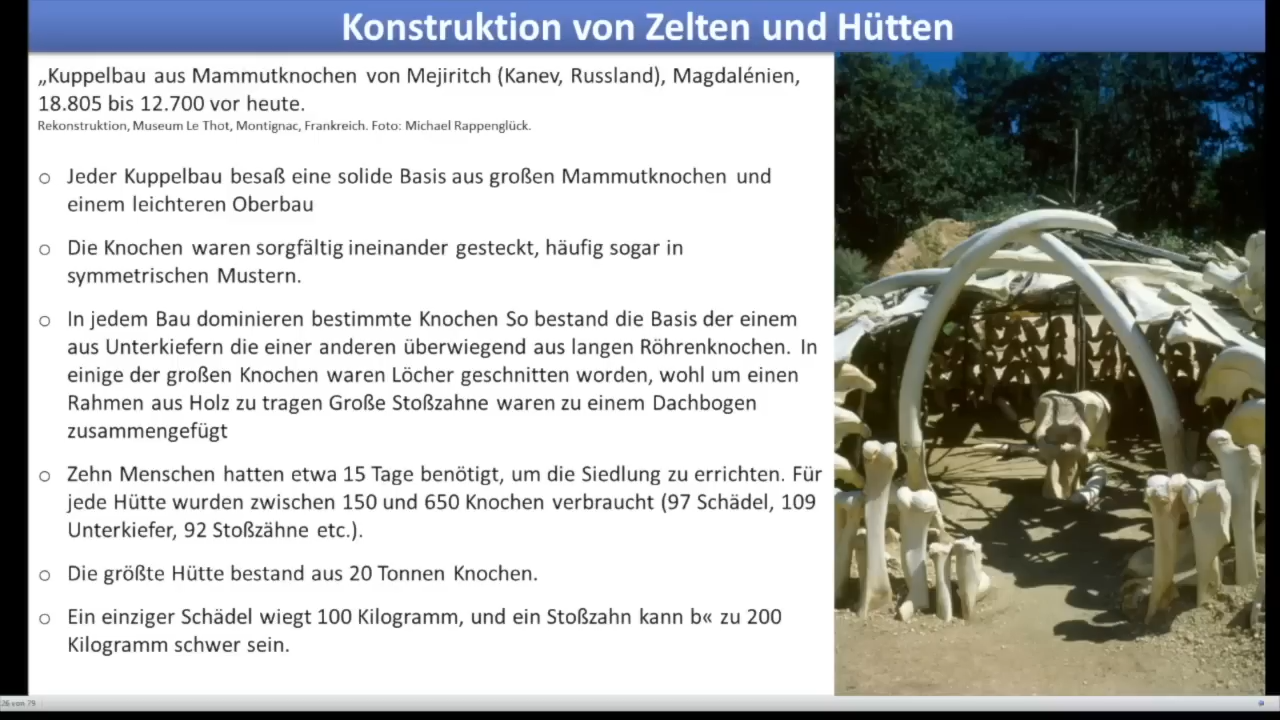 Konstruktion von Zelten und Hütten
„Kuppelbau aus Mammutknochen von Mejiritch (Kanev, Russland), Magdalénien,
18.805 bis 12.700 vor heute.
Rekonstruktion, Museum Le Thot, Montignac, Frankreich. Foto: Michael Rappenglück.
o Jeder Kuppelbau besaß eine solide Basis aus großen Mammutknochen und
einem leichteren Oberbau
o Die Knochen waren sorgfältig ineinander gesteckt, häufig sogar in
symmetrischen Mustern.
o In jedem Bau dominieren bestimmte Knochen So bestand die Basis der einem
aus Unterkiefern die einer anderen überwiegend aus langen Röhrenknochen. In
einige der großen Knochen waren Löcher geschnitten worden, wohl um einen
Rahmen aus Holz zu tragen Große Stoßzahne waren zu einem Dachbogen
zusammengefügt
o Zehn Menschen hatten etwa 15 Tage benötigt, um die Siedlung zu errichten. Für
jede Hütte wurden zwischen 150 und 650 Knochen verbraucht (97 Schädel, 109
Unterkiefer, 92 Stoßzähne etc.).
o Die größte Hütte bestand aus 20 Tonnen Knochen.
o Ein einziger Schädel wiegt 100 Kilogramm, und ein Stoßzahn kann b« zu 200
Kilogramm schwer sein.
26 von 79